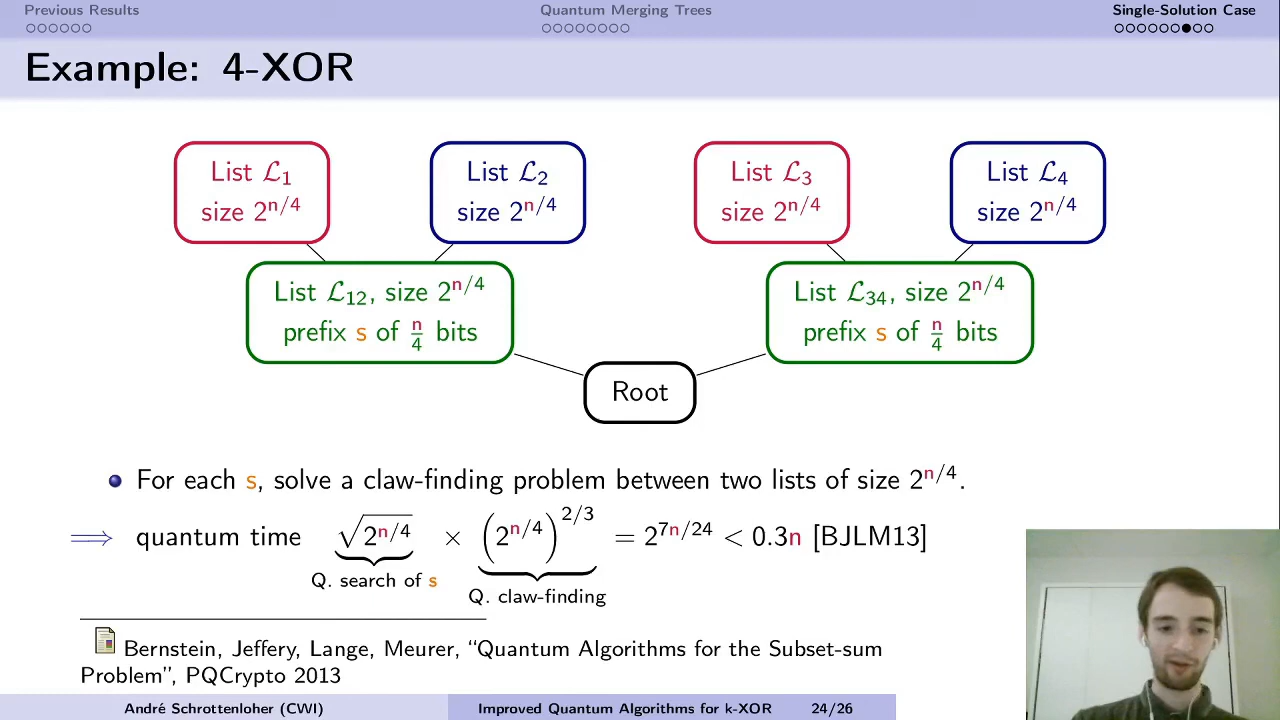 Previous Results
Quantum Merging Trees
Single-Solution Case
Example: 4-XOR
List ℒ₁
size 2^{n/4}
List ℒ₂
size 2^{n/4}
List ℒ₃
size 2^{n/4}
List ℒ₄
size 2^{n/4}
List ℒ₁₂, size 2^{n/4}
prefix s of n/4 bits
List ℒ₃₄, size 2^{n/4}
prefix s of n/4 bits
Root
For each s, solve a claw-finding problem between two lists of size 2^{n/4}.
⟹ quantum time √(2^{n/4}) × (2^{n/4})^{2/3} = 2^{7n/24} < 0.3n [BJLM13]
Q. search of s
Q. claw-finding
Bernstein, Jeffery, Lange, Meurer, “Quantum Algorithms for the Subset-sum
Problem”, PQCrypto 2013
André Schrottenloher (CWI)
Improved Quantum Algorithms for k-XOR
24/26